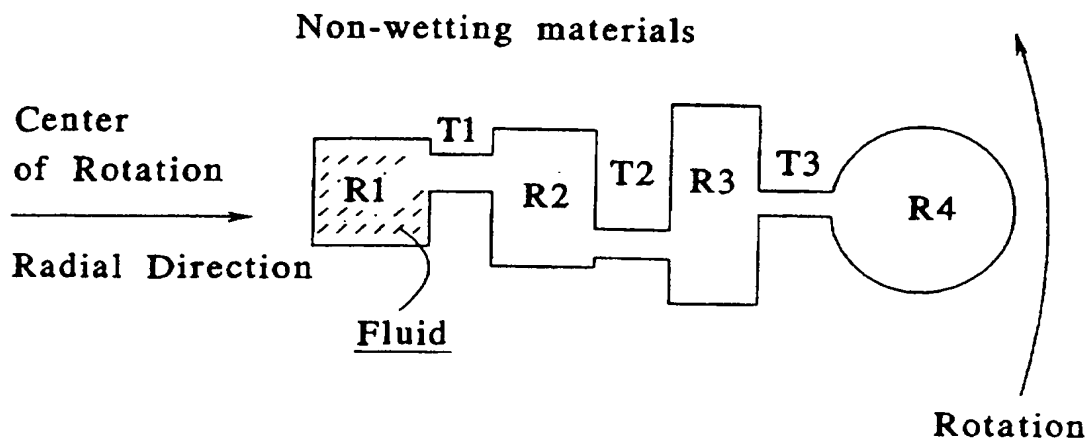 Non-wetting materials
Center
of Rotation
Radial Direction
T1
T2
T3
R1
R2
R3
R4
Fluid
Rotation